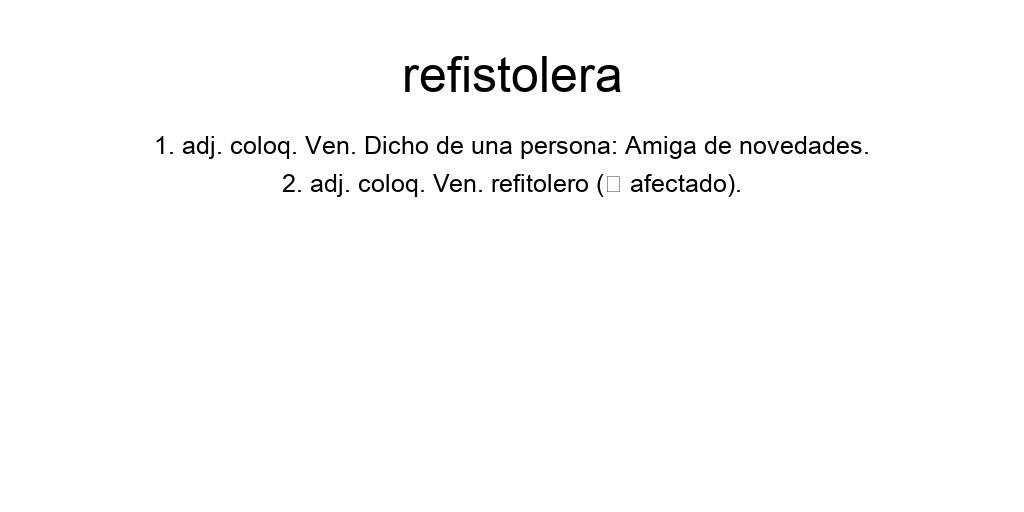 refistolera
1. adj. coloq. Ven. Dicho de una persona: Amiga de novedades.
2. adj. coloq. Ven. refitolero (□ afectado).